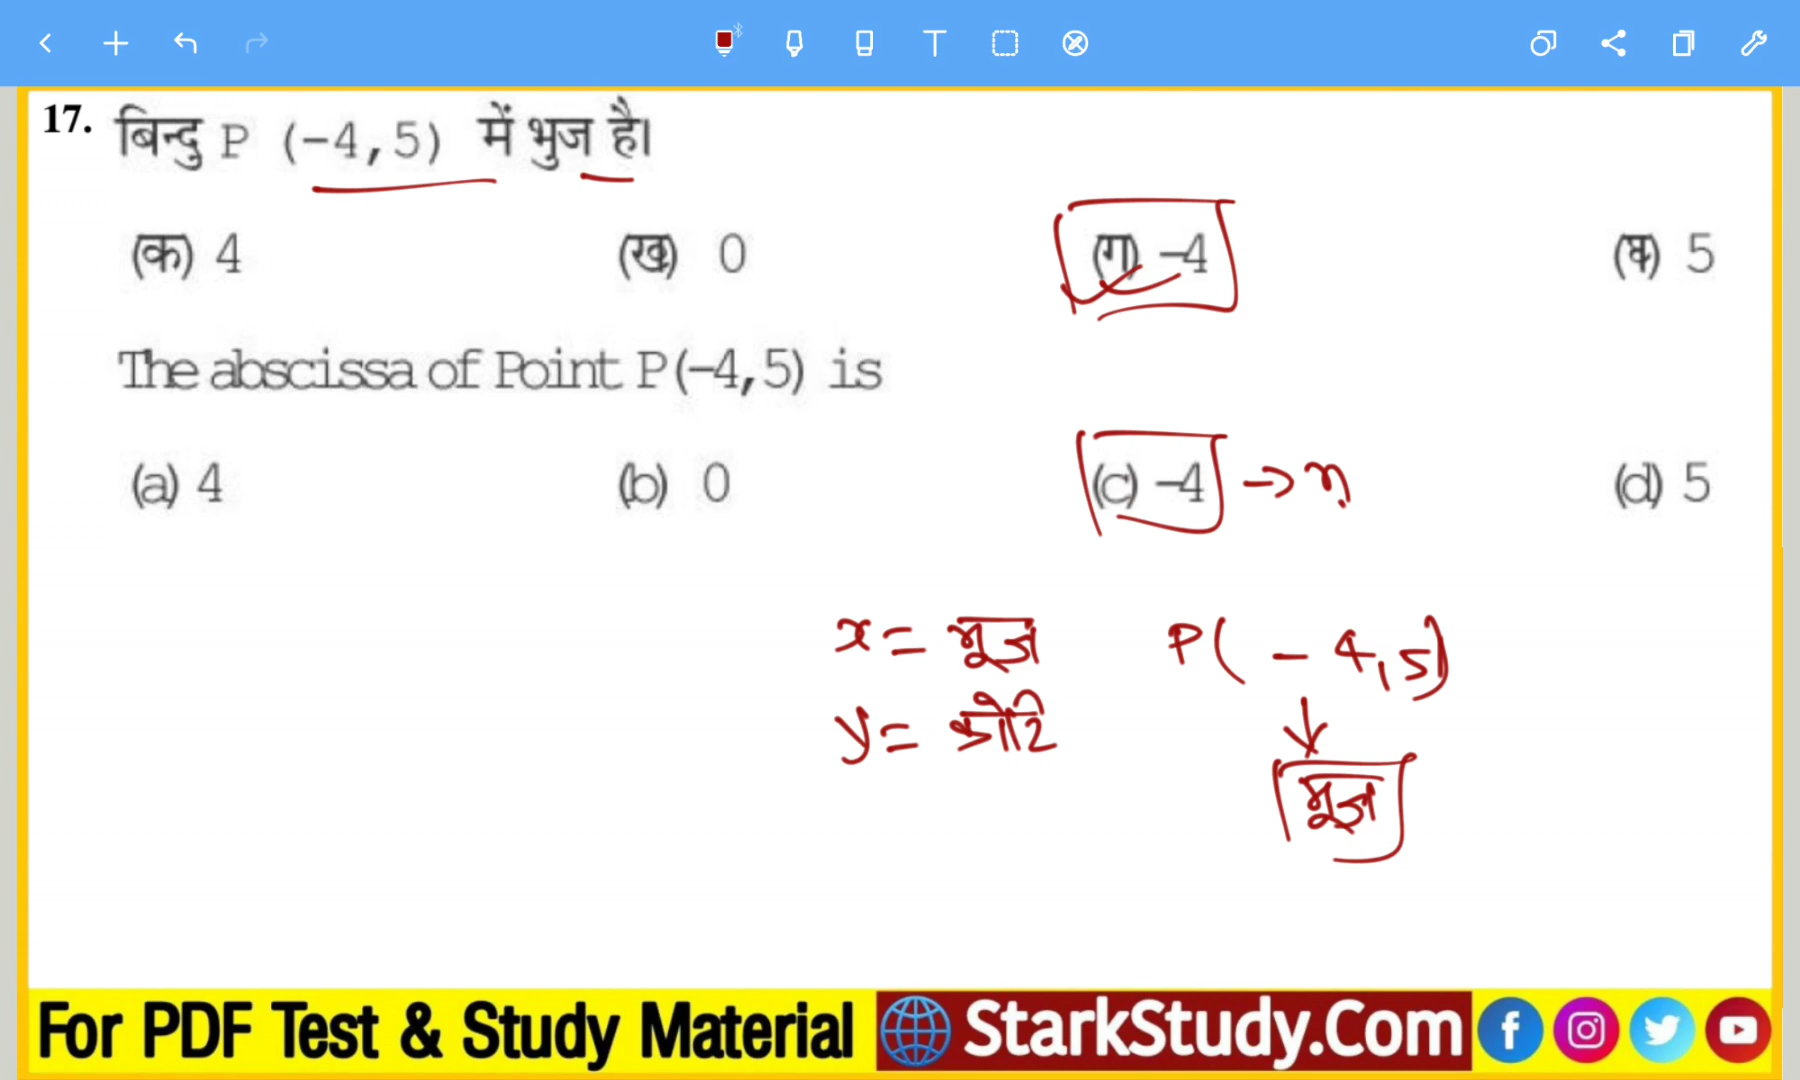 17. बिन्दु P (-4,5) में भुज है।
(क) 4 (ख) 0 (ग) -4 (घ) 5
The abscissa of Point P(-4,5) is
(a) 4 (b) 0 (c) -4 → (d) 5
x = भुज P( - 4, 5)
y = कोटि
भुज
For PDF Test & Study Material StarkStudy.Com